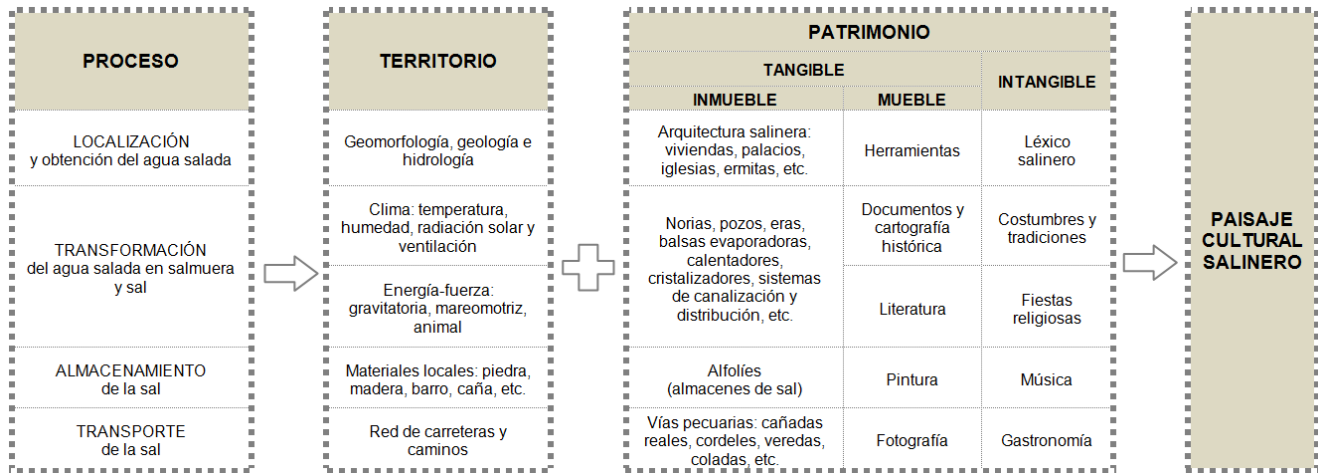 PROCESO
LOCALIZACIÓN
y obtención del agua salada
TRANSFORMACIÓN
del agua salada en salmuera
y sal
ALMACENAMIENTO
de la sal
TRANSPORTE
de la sal
TERRITORIO
Geomorfología, geología e
hidrología
Clima: temperatura,
humedad, radiación solar y
ventilación
Energía-fuerza:
gravitatoria, mareomotriz,
animal
Materiales locales: piedra,
madera, barro, caña, etc.
Red de carreteras y
caminos
PATRIMONIO
TANGIBLE
INTANGIBLE
INMUEBLE
MUEBLE
Arquitectura salinera:
viviendas, palacios,
iglesias, ermitas, etc.
Herramientas
Léxico
salinero
Norias, pozos, eras,
balsas evaporadoras,
calentadores,
cristalizadores, sistemas
de canalización y
distribución, etc.
Documentos y
cartografía
histórica
Costumbres y
tradiciones
Literatura
Fiestas
religiosas
Alfolíes
(almacenes de sal)
Pintura
Música
Vías pecuarias: cañadas
reales, cordeles, veredas,
coladas, etc.
Fotografía
Gastronomía
PAISAJE
CULTURAL
SALINERO